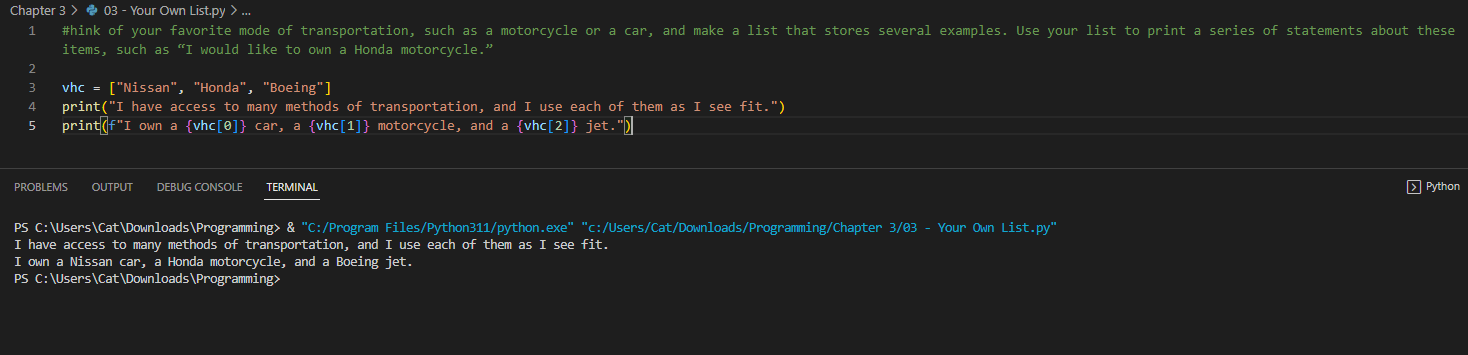 Chapter 3 > 03 - Your Own List.py > ...
1 #hink of your favorite mode of transportation, such as a motorcycle or a car, and make a list that stores several examples. Use your list to print a series of statements about these
items, such as “I would like to own a Honda motorcycle.”
2
3 vhc = ["Nissan", "Honda", "Boeing"]
4 print("I have access to many methods of transportation, and I use each of them as I see fit.")
5 print(f"I own a {vhc[0]} car, a {vhc[1]} motorcycle, and a {vhc[2]} jet.")
PROBLEMS OUTPUT DEBUG CONSOLE TERMINAL Python
PS C:\Users\Cat\Downloads\Programming> & "C:/Program Files/Python311/python.exe" "c:/Users/Cat/Downloads/Programming/Chapter 3/03 - Your Own List.py"
I have access to many methods of transportation, and I use each of them as I see fit.
I own a Nissan car, a Honda motorcycle, and a Boeing jet.
PS C:\Users\Cat\Downloads\Programming>